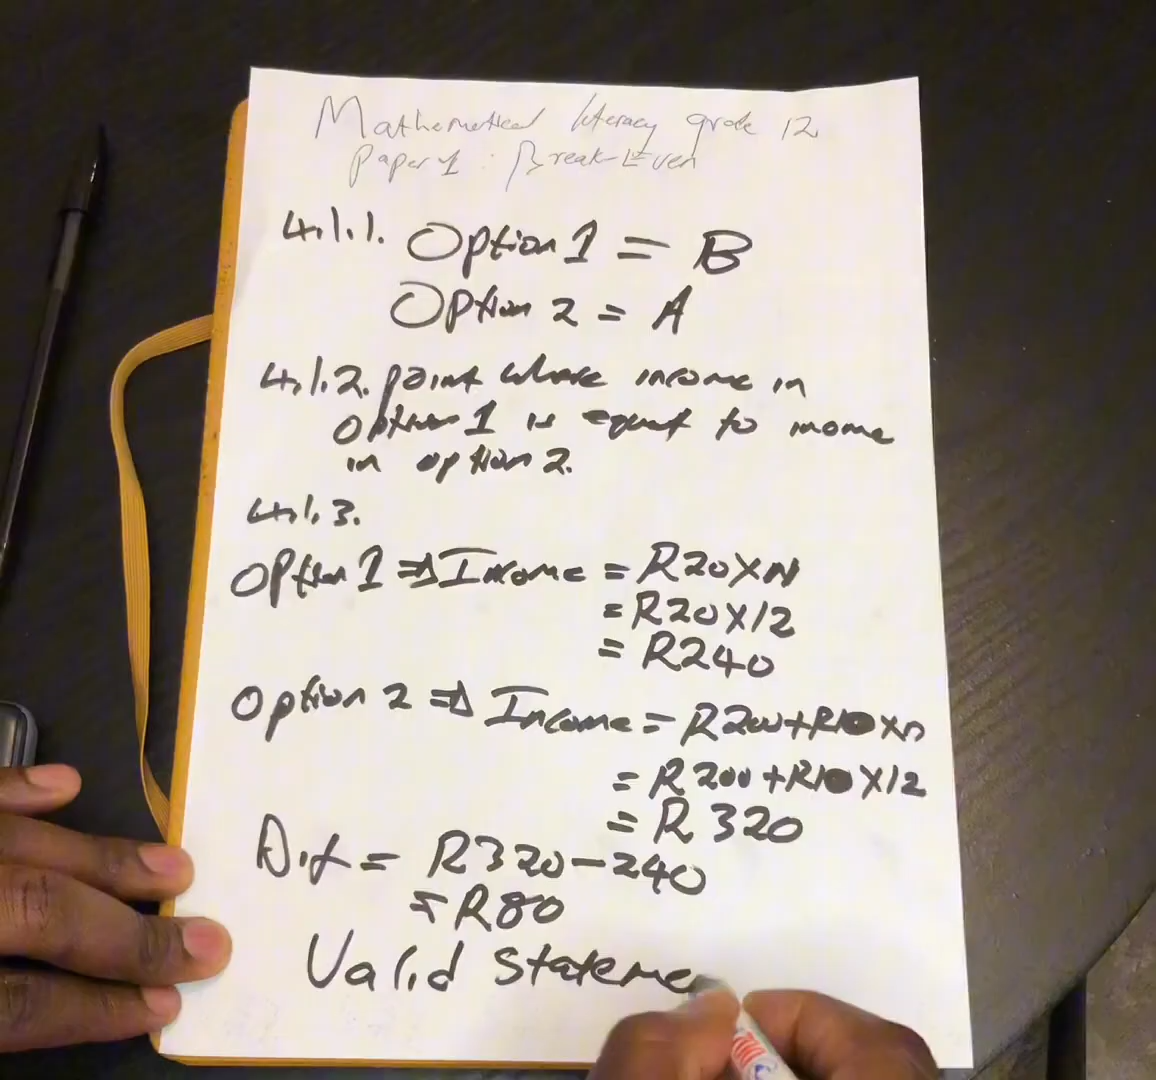 Mathematical literacy grade 12
Paper 1 : Break-Even
4.1.1. Option 1 = B
Option 2 = A
4.1.2. point where income in
option 1 is equal to income
in option 2.
4.1.3.
Option 1 ⇒ Income = R20×N
= R20×12
= R240
Option 2 ⇒ Income = R200+R10×n
= R200+R10×12
= R320
Dif = R320-240
= R80
Valid Stateme